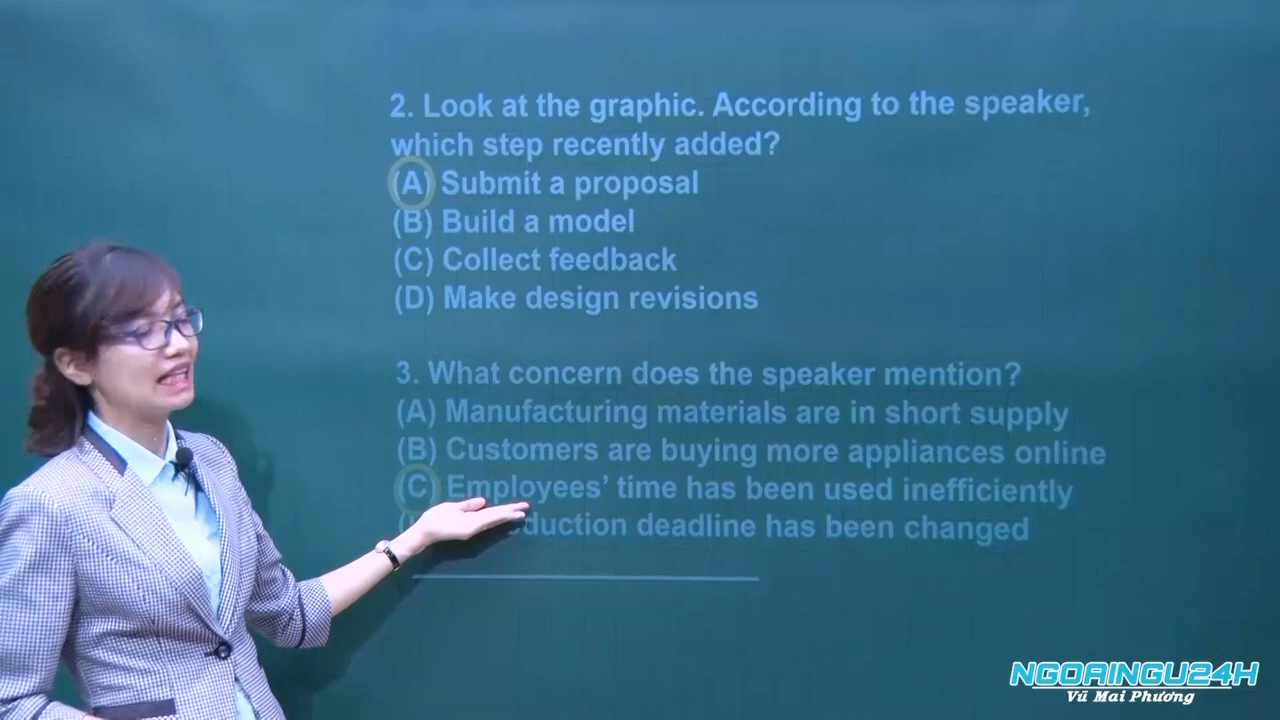 2. Look at the graphic. According to the speaker,
which step recently added?
(A) Submit a proposal
(B) Build a model
(C) Collect feedback
(D) Make design revisions
3. What concern does the speaker mention?
(A) Manufacturing materials are in short supply
(B) Customers are buying more appliances online
(C) Employees' time has been used inefficiently
deadline has been changed
NGOAINGU24H
Vũ Mai Phương